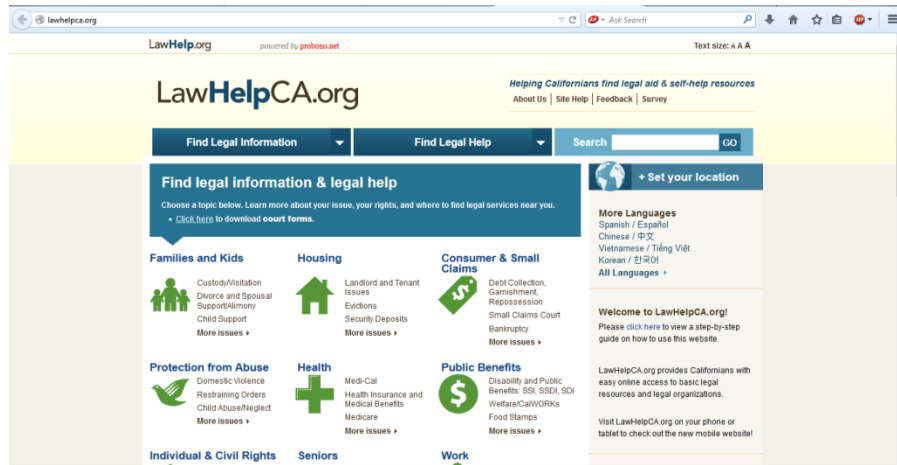 lawhelpca.org
Ask Search
LawHelp.org powered by probono.net
Text size: A A A
LawHelpCA.org
Helping Californians find legal aid & self-help resources
About Us | Site Help | Feedback | Survey
Find Legal Information
Find Legal Help
Search
GO
Find legal information & legal help
Choose a topic below. Learn more about your issue, your rights, and where to find legal services near you.
• Click here to download court forms.
Families and Kids
Custody/Visitation
Divorce and Spousal
Support/Alimony
Child Support
More issues
Housing
Landlord and Tenant
Issues
Evictions
Security Deposits
More issues
Consumer & Small
Claims
Debt Collection,
Garnishment,
Repossession
Small Claims Court
Bankruptcy
More issues
Protection from Abuse
Domestic Violence
Restraining Orders
Child Abuse/Neglect
More issues
Health
Medi-Cal
Health Insurance and
Medical Benefits
Medicare
More issues
Public Benefits
Disability and Public
Benefits: SSI, SSDI, SDI
Welfare/CalWORKs
Food Stamps
More issues
Individual & Civil Rights
Seniors
Work
+ Set your location
More Languages
Spanish / Español
Chinese / 中文
Vietnamese / Tiếng Việt
Korean / 한국어
All Languages
Welcome to LawHelpCA.org!
Please click here to view a step-by-step
guide on how to use this website.
LawHelpCA.org provides Californians with
easy online access to basic legal
resources and legal organizations.
Visit LawHelpCA.org on your phone or
tablet to check out the new mobile website!